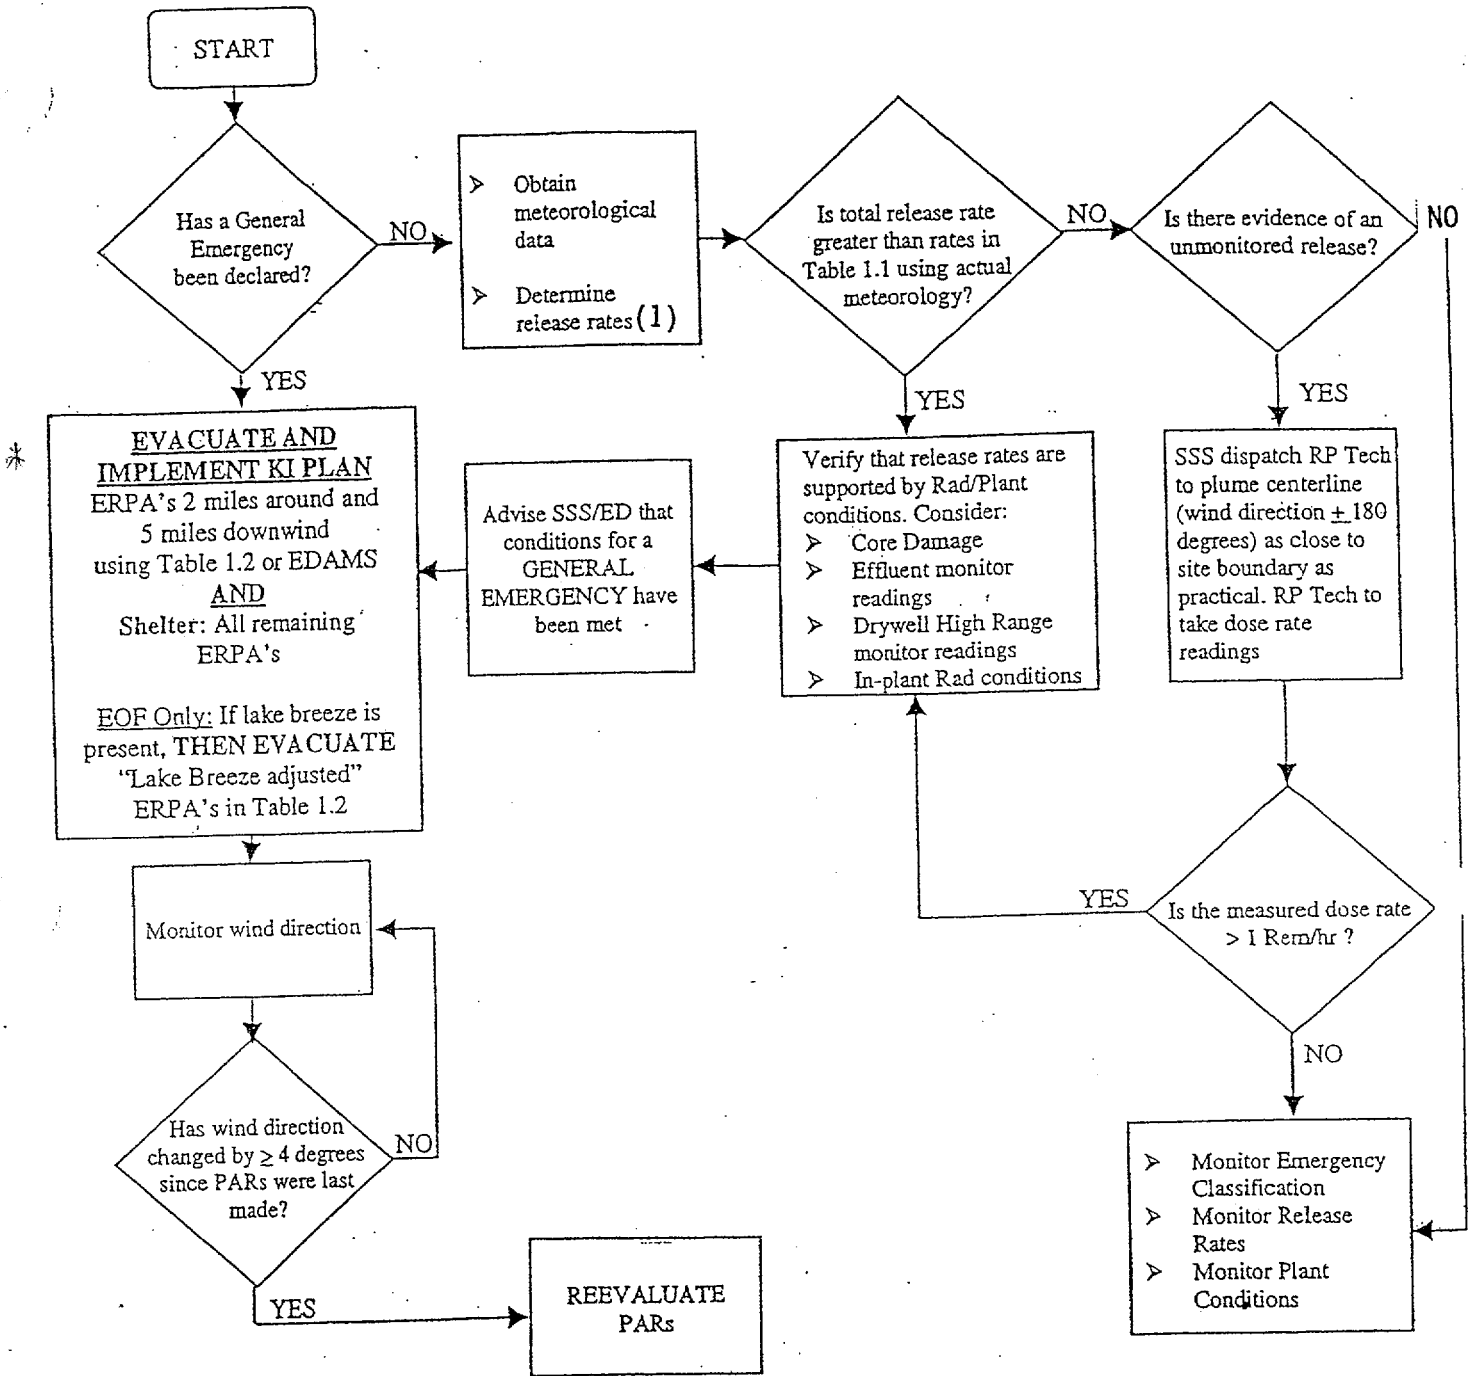 START
Has a General
Emergency
been declared?
NO
➢ Obtain
meteorological
data
➢ Determine
release rates (1)
Is total release rate
greater than rates in
Table 1.1 using actual
meteorology?
NO
Is there evidence of an
unmonitored release?
NO
YES
YES
YES
EVACUATE AND
IMPLEMENT KI PLAN
ERPA's 2 miles around and
5 miles downwind
using Table 1.2 or EDAMS
AND
Shelter: All remaining
ERPA's
EOF Only: If lake breeze is
present, THEN EVACUATE
"Lake Breeze adjusted"
ERPA's in Table 1.2
Advise SSS/ED that
conditions for a
GENERAL
EMERGENCY have
been met
Verify that release rates are
supported by Rad/Plant
conditions. Consider:
➢ Core Damage
➢ Effluent monitor
readings
➢ Drywell High Range
monitor readings
➢ In-plant Rad conditions
SSS dispatch RP Tech
to plume centerline
(wind direction ± 180
degrees) as close to
site boundary as
practical. RP Tech to
take dose rate
readings
Monitor wind direction
YES
Is the measured dose rate
> 1 Rem/hr ?
NO
Has wind direction
changed by ≥ 4 degrees
since PARs were last
made?
NO
YES
REEVALUATE
PARs
➢ Monitor Emergency
Classification
➢ Monitor Release
Rates
➢ Monitor Plant
Conditions